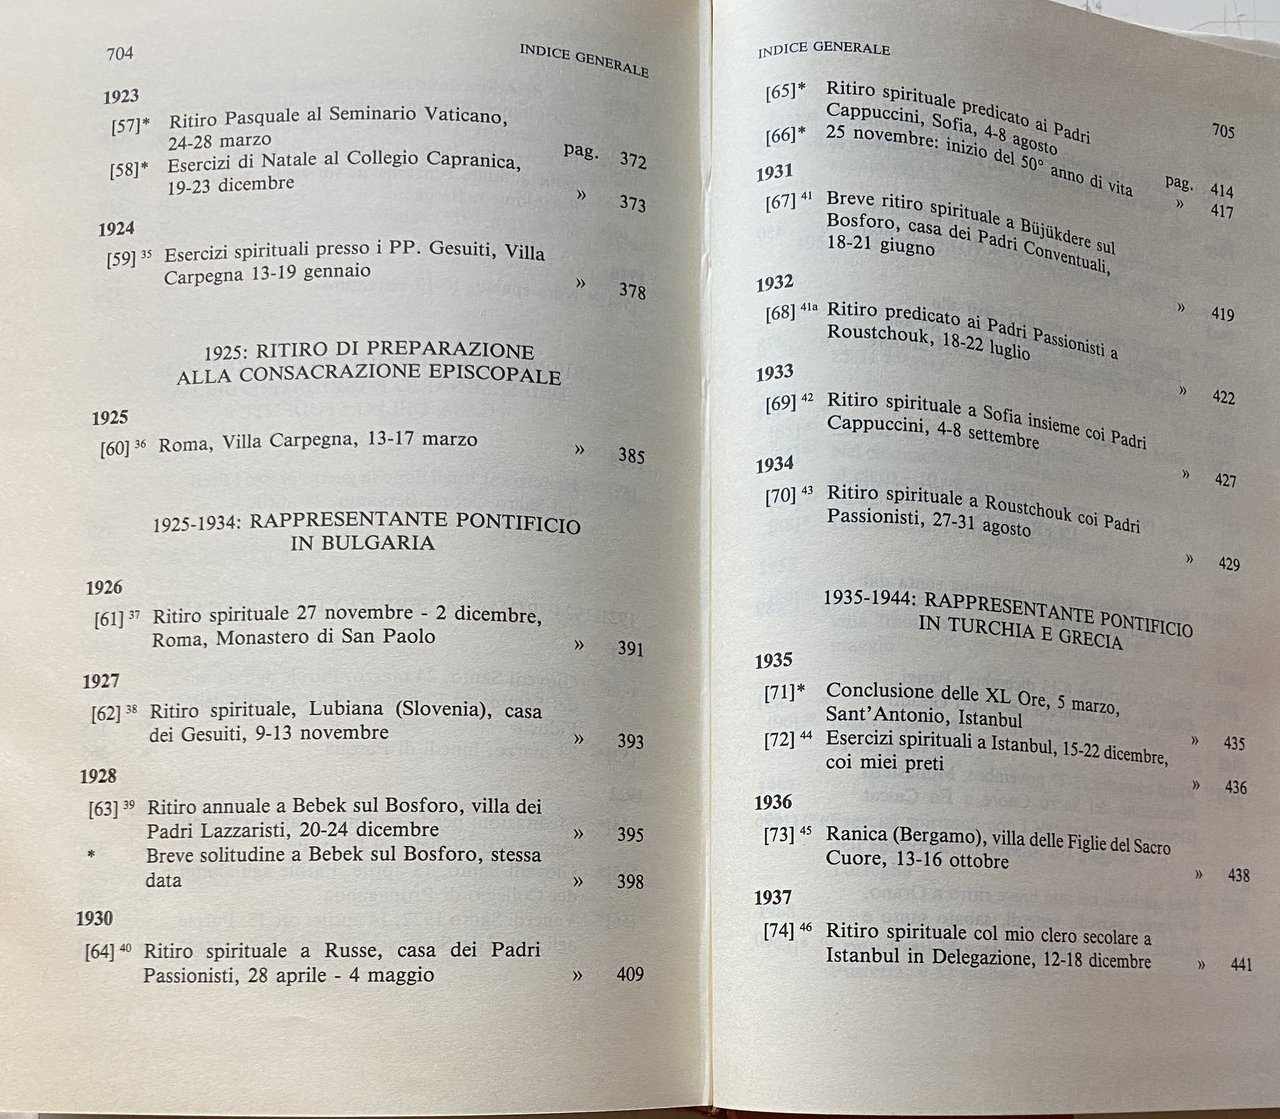 704
INDICE GENERALE
1923
[57]* Ritiro Pasquale al Seminario Vaticano,
24-28 marzo pag. 372
[58]* Esercizi di Natale al Collegio Capranica,
19-23 dicembre » 373
1924
[59] 35 Esercizi spirituali presso i PP. Gesuiti, Villa
Carpegna 13-19 gennaio » 378
1925: RITIRO DI PREPARAZIONE
ALLA CONSACRAZIONE EPISCOPALE
1925
[60] 36 Roma, Villa Carpegna, 13-17 marzo » 385
1925-1934: RAPPRESENTANTE PONTIFICIO
IN BULGARIA
1926
[61] 37 Ritiro spirituale 27 novembre - 2 dicembre,
Roma, Monastero di San Paolo » 391
1927
[62] 38 Ritiro spirituale, Lubiana (Slovenia), casa
dei Gesuiti, 9-13 novembre » 393
1928
[63] 39 Ritiro annuale a Bebek sul Bosforo, villa dei
Padri Lazzaristi, 20-24 dicembre » 395
* Breve solitudine a Bebek sul Bosforo, stessa
data » 398
1930
[64] 40 Ritiro spirituale a Russe, casa dei Padri
Passionisti, 28 aprile - 4 maggio » 409
INDICE GENERALE
705
[65]* Ritiro spirituale predicato ai Padri
Cappuccini, Sofia, 4-8 agosto pag. 414
[66]* 25 novembre: inizio del 50° anno di vita » 417
1931
[67] 41 Breve ritiro spirituale a Büjükdere sul
Bosforo, casa dei Padri Conventuali,
18-21 giugno » 419
1932
[68] 41a Ritiro predicato ai Padri Passionisti a
Roustchouk, 18-22 luglio » 422
1933
[69] 42 Ritiro spirituale a Sofia insieme coi Padri
Cappuccini, 4-8 settembre » 427
1934
[70] 43 Ritiro spirituale a Roustchouk coi Padri
Passionisti, 27-31 agosto » 429
1935-1944: RAPPRESENTANTE PONTIFICIO
IN TURCHIA E GRECIA
1935
[71]* Conclusione delle XL Ore, 5 marzo,
Sant'Antonio, Istanbul » 435
[72] 44 Esercizi spirituali a Istanbul, 15-22 dicembre,
coi miei preti » 436
1936
[73] 45 Ranica (Bergamo), villa delle Figlie del Sacro
Cuore, 13-16 ottobre » 438
1937
[74] 46 Ritiro spirituale col mio clero secolare a
Istanbul in Delegazione, 12-18 dicembre » 441